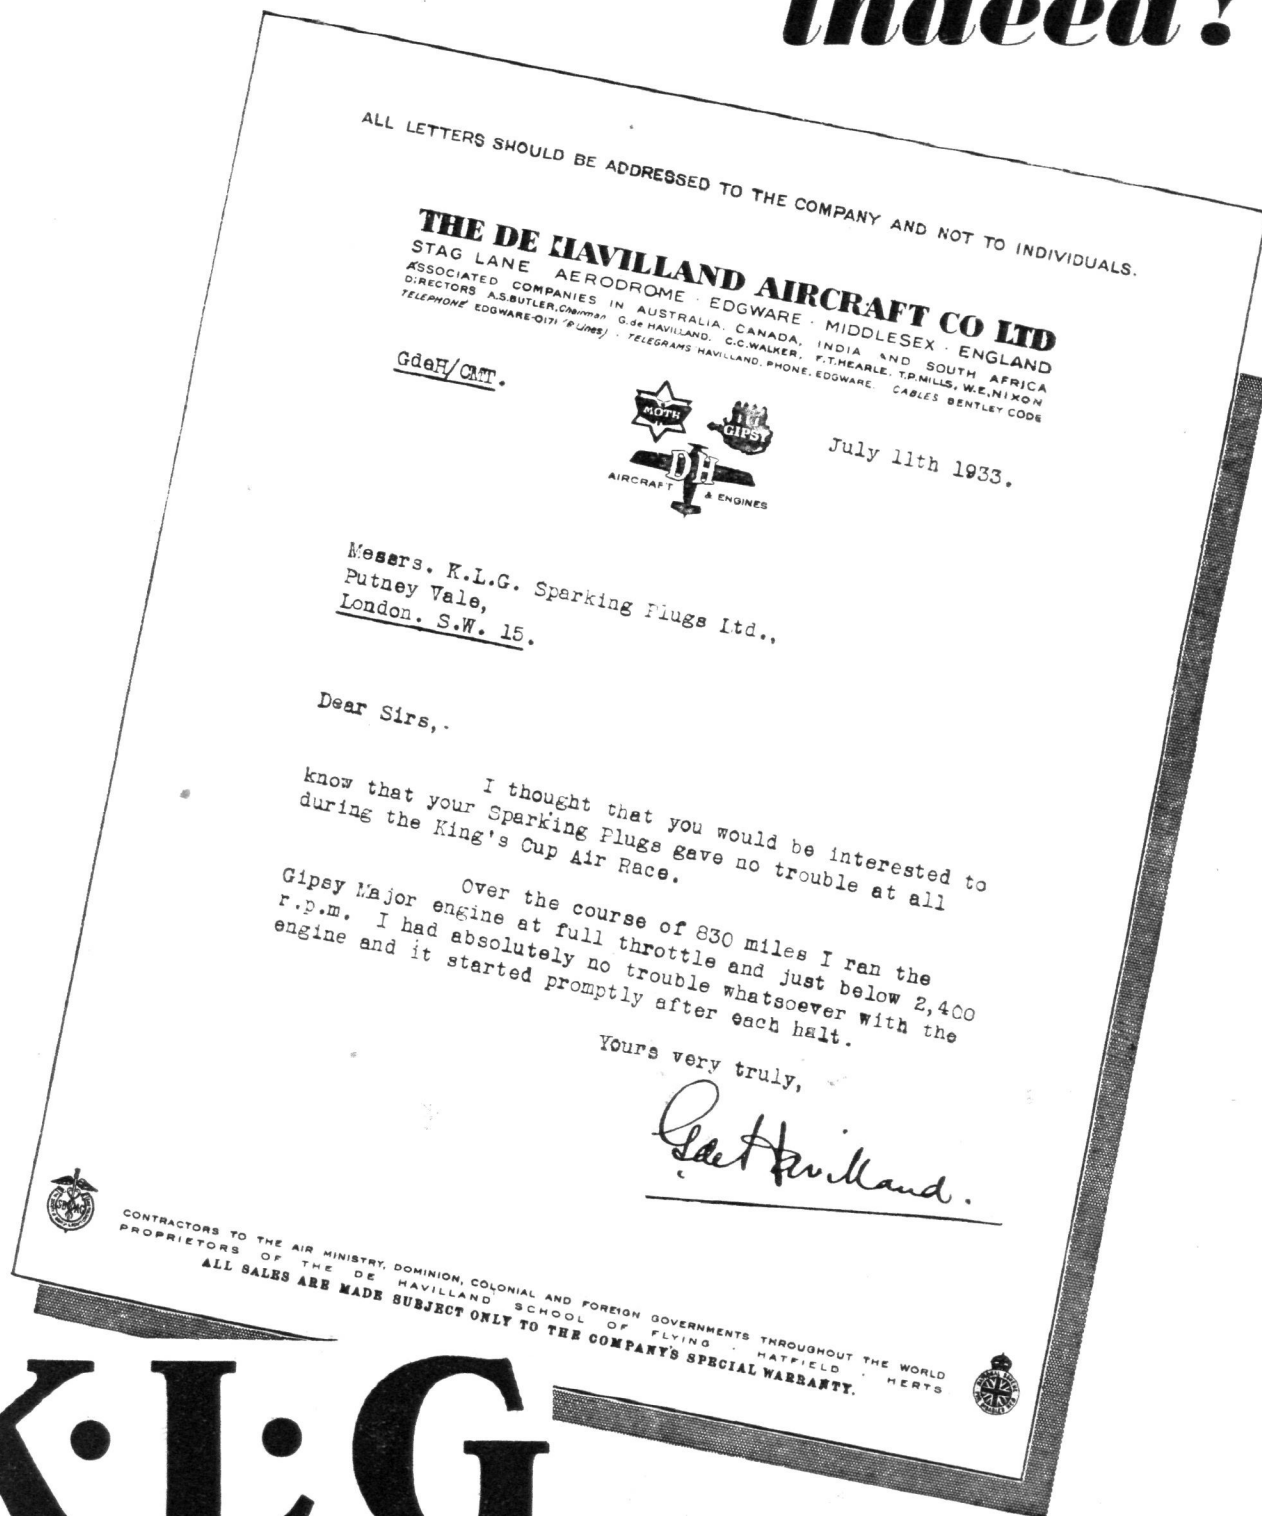 indeed!
ALL LETTERS SHOULD BE ADDRESSED TO THE COMPANY AND NOT TO INDIVIDUALS.
THE DE HAVILLAND AIRCRAFT CO LTD
STAG LANE AERODROME · EDGWARE · MIDDLESEX · ENGLAND
ASSOCIATED COMPANIES IN AUSTRALIA, CANADA, INDIA AND SOUTH AFRICA
DIRECTORS A.S.BUTLER, Chairman G.de HAVILLAND, C.C.WALKER, F.T.HEARLE, T.P.MILLS, W.E.NIXON
TELEPHONE EDGWARE-0171 · TELEGRAMS HAVILLAND, PHONE, EDGWARE. CABLES BENTLEY CODE
GdeH/CMT.
MOTH
GIPSY
DH
AIRCRAFT & ENGINES
July 11th 1933.
Messrs. K.L.G. Sparking Plugs Ltd.,
Putney Vale,
London. S.W. 15.
Dear Sirs,-
I thought that you would be interested to
know that your Sparking Plugs gave no trouble at all
during the King's Cup Air Race.
Over the course of 830 miles I ran the
Gipsy Major engine at full throttle and just below 2,400
r.p.m. I had absolutely no trouble whatsoever with the
engine and it started promptly after each halt.
Yours very truly,
G de Havilland.
CONTRACTORS TO THE AIR MINISTRY, DOMINION, COLONIAL AND FOREIGN GOVERNMENTS THROUGHOUT THE WORLD
PROPRIETORS OF THE DE HAVILLAND SCHOOL OF FLYING · HATFIELD · HERTS
ALL SALES ARE MADE SUBJECT ONLY TO THE COMPANY'S SPECIAL WARRANTY.
K·L·G